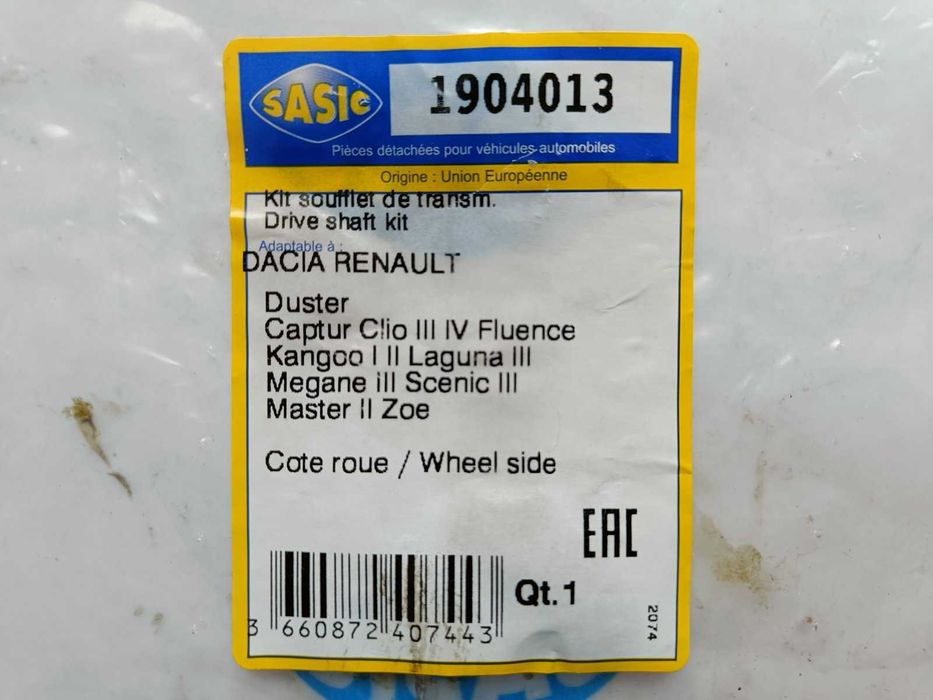 SASIC
1904013
Pièces détachées pour véhicules automobiles
Origine : Union Européenne
Kit soufflet de transm.
Drive shaft kit
Adaptable à :
DACIA RENAULT
Duster
Captur Clio III IV Fluence
Kangoo I II Laguna III
Megane III Scenic III
Master II Zoe
Cote roue / Wheel side
EAC
Qt. 1
3 660872 407443
2074